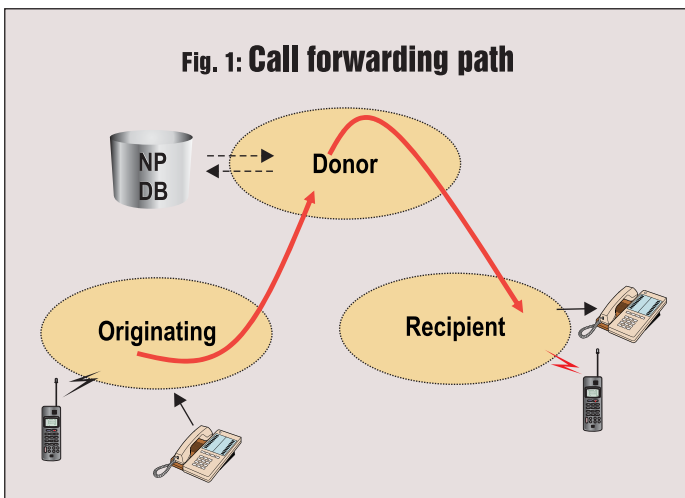 Fig. 1: Call forwarding path
NP
DB
Donor
Originating
Recipient